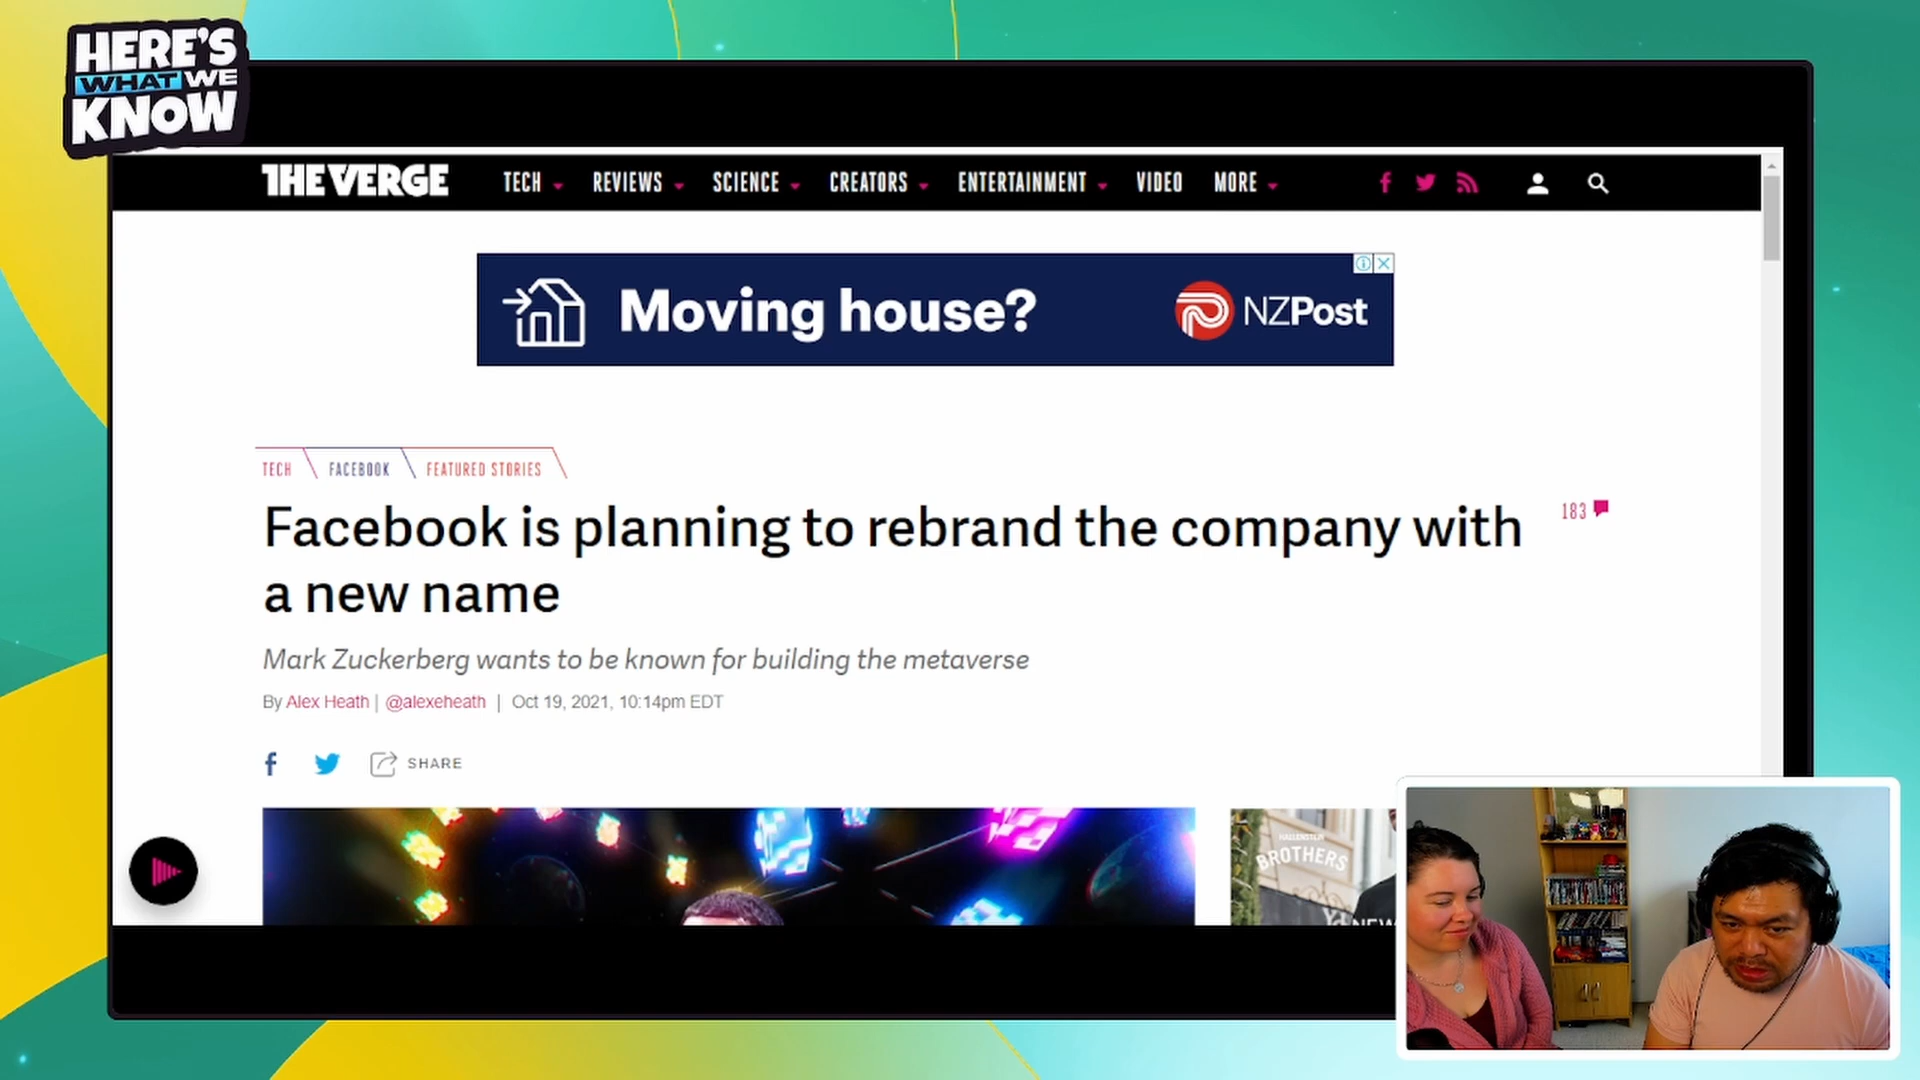 HERE'S
WHAT WE
KNOW
THE VERGE
TECH REVIEWS SCIENCE CREATORS ENTERTAINMENT VIDEO MORE
Moving house?
NZPost
TECH FACEBOOK FEATURED STORIES
Facebook is planning to rebrand the company with
a new name
183
Mark Zuckerberg wants to be known for building the metaverse
By Alex Heath | @alexeheath | Oct 19, 2021, 10:14pm EDT
SHARE
HALLENSTEIN
BROTHERS